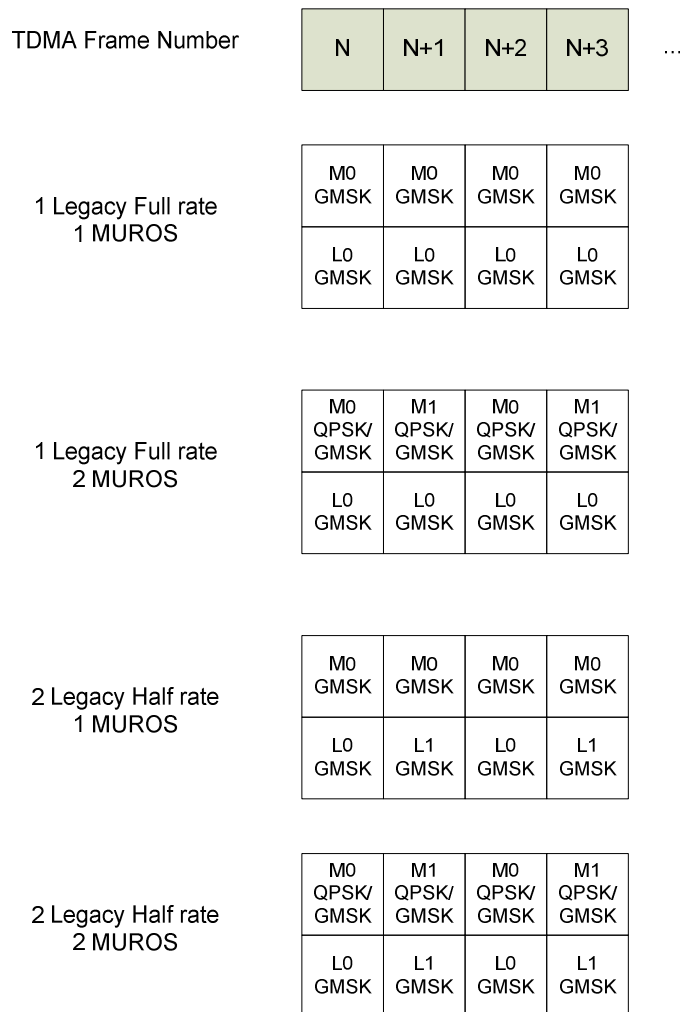 TDMA Frame Number
N N+1 N+2 N+3 ...
1 Legacy Full rate
1 MUROS
M0 M0 M0 M0
GMSK GMSK GMSK GMSK
L0 L0 L0 L0
GMSK GMSK GMSK GMSK
1 Legacy Full rate
2 MUROS
M0 M1 M0 M1
QPSK/ QPSK/ QPSK/ QPSK/
GMSK GMSK GMSK GMSK
L0 L0 L0 L0
GMSK GMSK GMSK GMSK
2 Legacy Half rate
1 MUROS
M0 M0 M0 M0
GMSK GMSK GMSK GMSK
L0 L1 L0 L1
GMSK GMSK GMSK GMSK
2 Legacy Half rate
2 MUROS
M0 M1 M0 M1
QPSK/ QPSK/ QPSK/ QPSK/
GMSK GMSK GMSK GMSK
L0 L1 L0 L1
GMSK GMSK GMSK GMSK